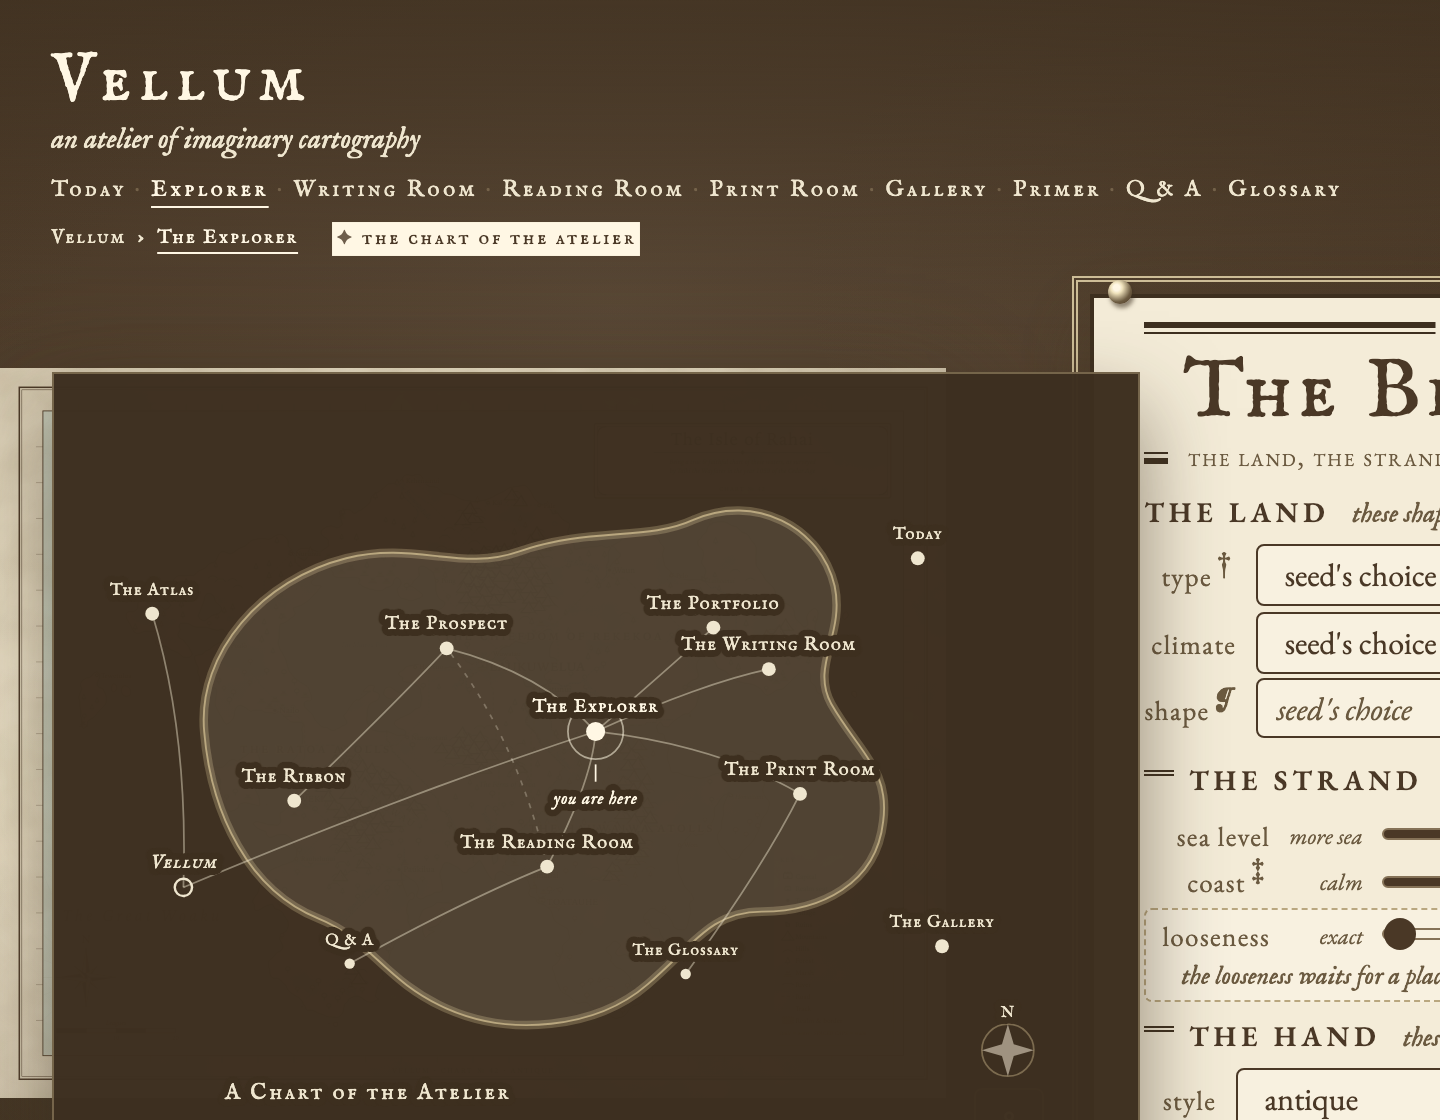 Vellum
an atelier of imaginary cartography
Today · Explorer · Writing Room · Reading Room · Print Room · Gallery · Primer · Q & A · Glossary
Vellum › The Explorer ✦ the chart of the atelier
The Atlas
The Prospect
The Portfolio
Today
The Writing Room
The Explorer
you are here
The Ribbon
The Print Room
The Reading Room
Vellum
Q & A
The Glossary
The Gallery
N
A Chart of the Atelier
The
the land, the
THE LAND these
type † seed's choice
climate seed's choice
shape ¶ seed's choice
THE STRAND
sea level more sea
coast ‡ calm
looseness exact
the looseness waits for a
THE HAND
style antique